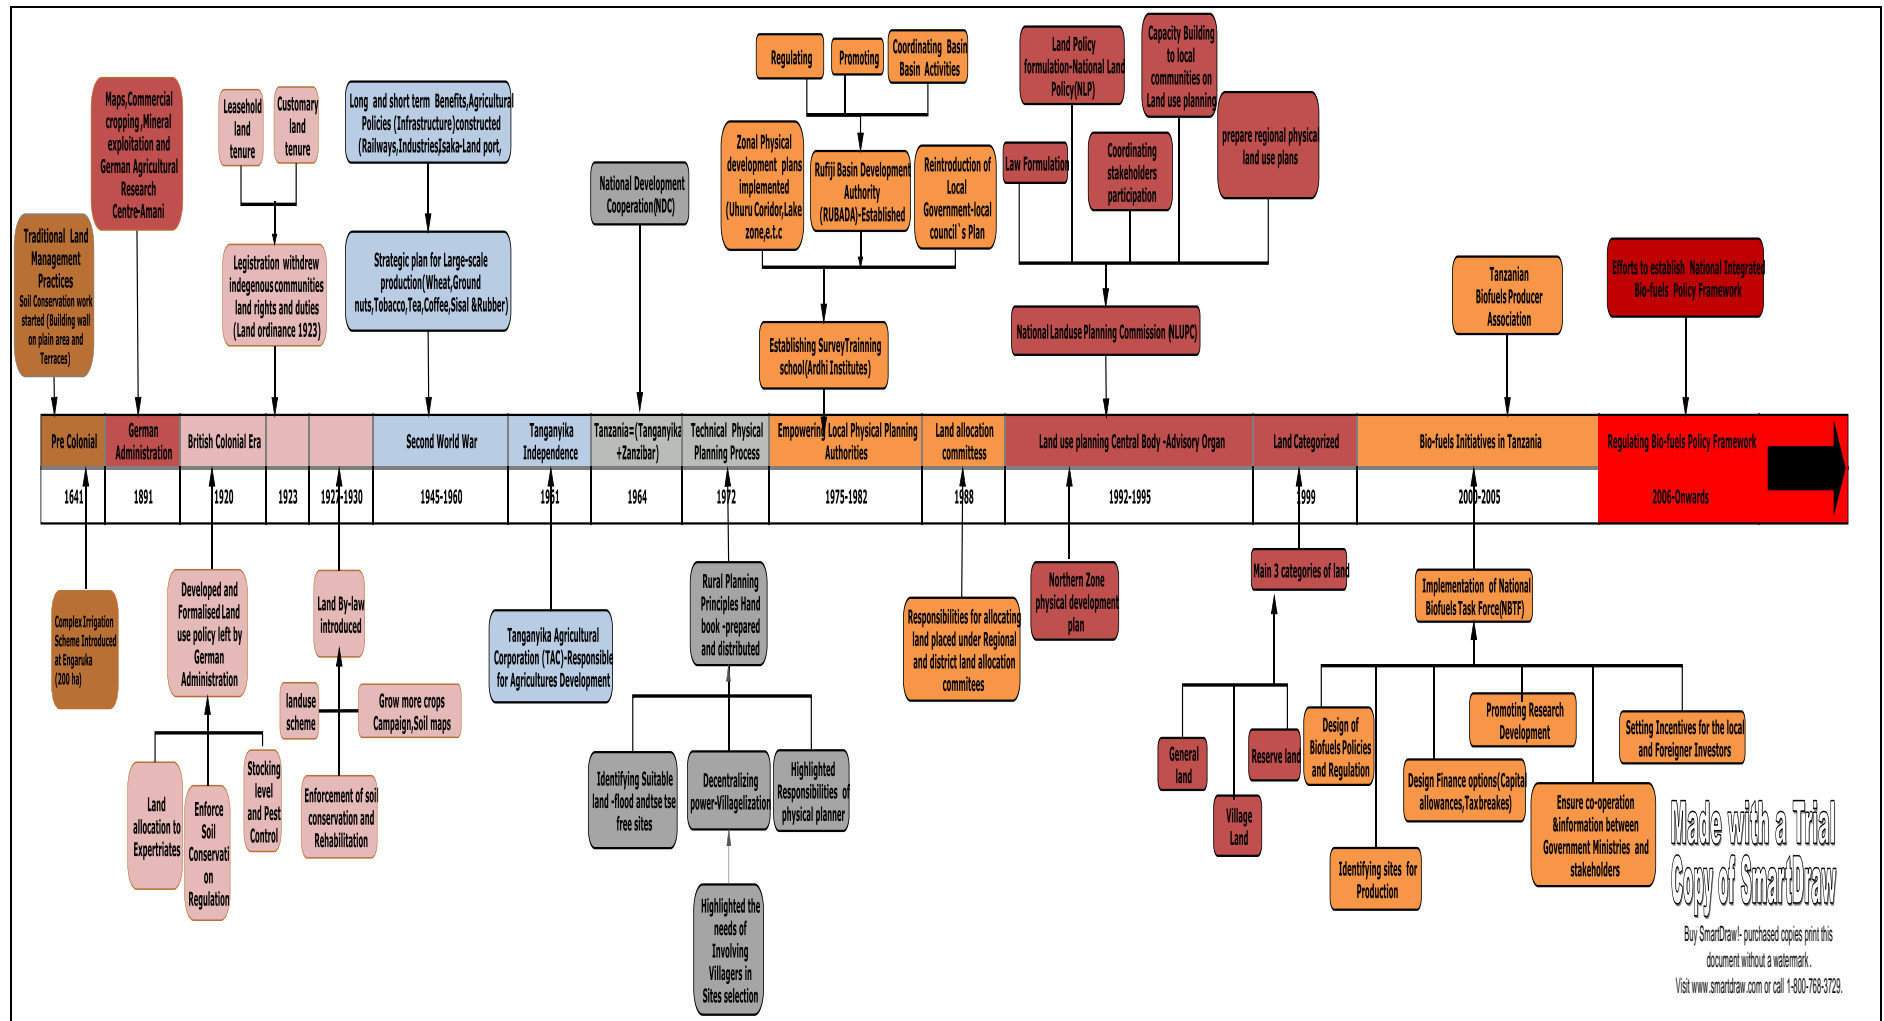 Traditional Land
Management
Practices
Soil Conservation work
started (Building wall
on plain area and
Terraces)
Maps,Commercial
cropping ,Mineral
exploitation and
German Agricultural
Research
Centre-Amani
Leasehold
land
tenure
Customary
land
tenure
Legistration withdrew
indegenous communities
land rights and duties
(Land ordinance 1923)
Long and short term Benefits,Agricultural
Policies (Infrastructure)constructed
(Railways,Industries,Isaka-Land port,
Strategic plan for Large-scale
production(Wheat,Ground
nuts,Tobacco,Tea,Coffee,Sisal &Rubber)
National Development
Cooperation(NDC)
Regulating
Promoting
Coordinating Basin
Basin Activities
Zonal Physical
development plans
implemented
(Uhuru Coridor,Lake
zone,e.t.c
Rufiji Basin Development
Authority
(RUBADA)-Established
Reintroduction of
Local
Government-local
council`s Plan
Establishing SurveyTrainning
school(Ardhi Institutes)
Land Policy
formulation-National Land
Policy(NLP)
Capacity Building
to local
communities on
Land use planning
Law Formulation
Coordinating
stakeholders
participation
prepare regional physical
land use plans
National Landuse Planning Commission (NLUPC)
Tanzanian
Biofuels Producer
Association
Efforts to establish National Integrated
Bio-fuels Policy Framework
Pre Colonial
German
Administration
British Colonial Era
Second World War
Tanganyika
Independence
Tanzania=(Tanganyika
+Zanzibar)
Technical Physical
Planning Process
Empowering Local Physical Planning
Authorities
Land allocation
committess
Land use planning Central Body -Advisory Organ
Land Categorized
Bio-fuels Initiatives in Tanzania
Regulating Bio-fuels Policy Framework
1641
1891
1920
1923
1927-1930
1945-1960
1961
1964
1972
1975-1982
1988
1992-1995
1999
2000-2005
2006-Onwards
Complex Irrigation
Scheme Introduced
at Engaruka
(200 ha)
Developed and
Formalised Land
use policy left by
German
Administration
Land
allocation to
Expertriates
Enforce
Soil
Conservati
on
Regulation
Stocking
level
and Pest
Control
Land By-law
introduced
landuse
scheme
Grow more crops
Campaign,Soil maps
Enforcement of soil
conservation and
Rehabilitation
Tanganyika Agricultural
Corporation (TAC)-Responsible
for Agricultures Development
Rural Planning
Principles Hand
book -prepared
and distributed
Identifying Suitable
land -flood andtse tse
free sites
Decentralizing
power-Villagelization
Highlighted
Responsibilities of
physical planner
Highlighted the
needs of
Involving
Villagers in
Sites selection
Responsibilities for allocating
land placed under Regional
and district land allocation
commitees
Northern Zone
physical development
plan
Main 3 categories of land
General
land
Village
Land
Reserve land
Implementation of National
Biofuels Task Force(NBTF)
Design of
Biofuels Policies
and Regulation
Identifying sites for
Production
Design Finance options(Capital
allowances,Taxbreakes)
Promoting Research
Development
Ensure co-operation
&information between
Government Ministries and
stakeholders
Setting Incentives for the local
and Foreigner Investors
Made with a Trial
Copy of SmartDraw
Buy SmartDraw!- purchased copies print this
document without a watermark .
Visit www.smartdraw.com or call 1-800-768-3729.